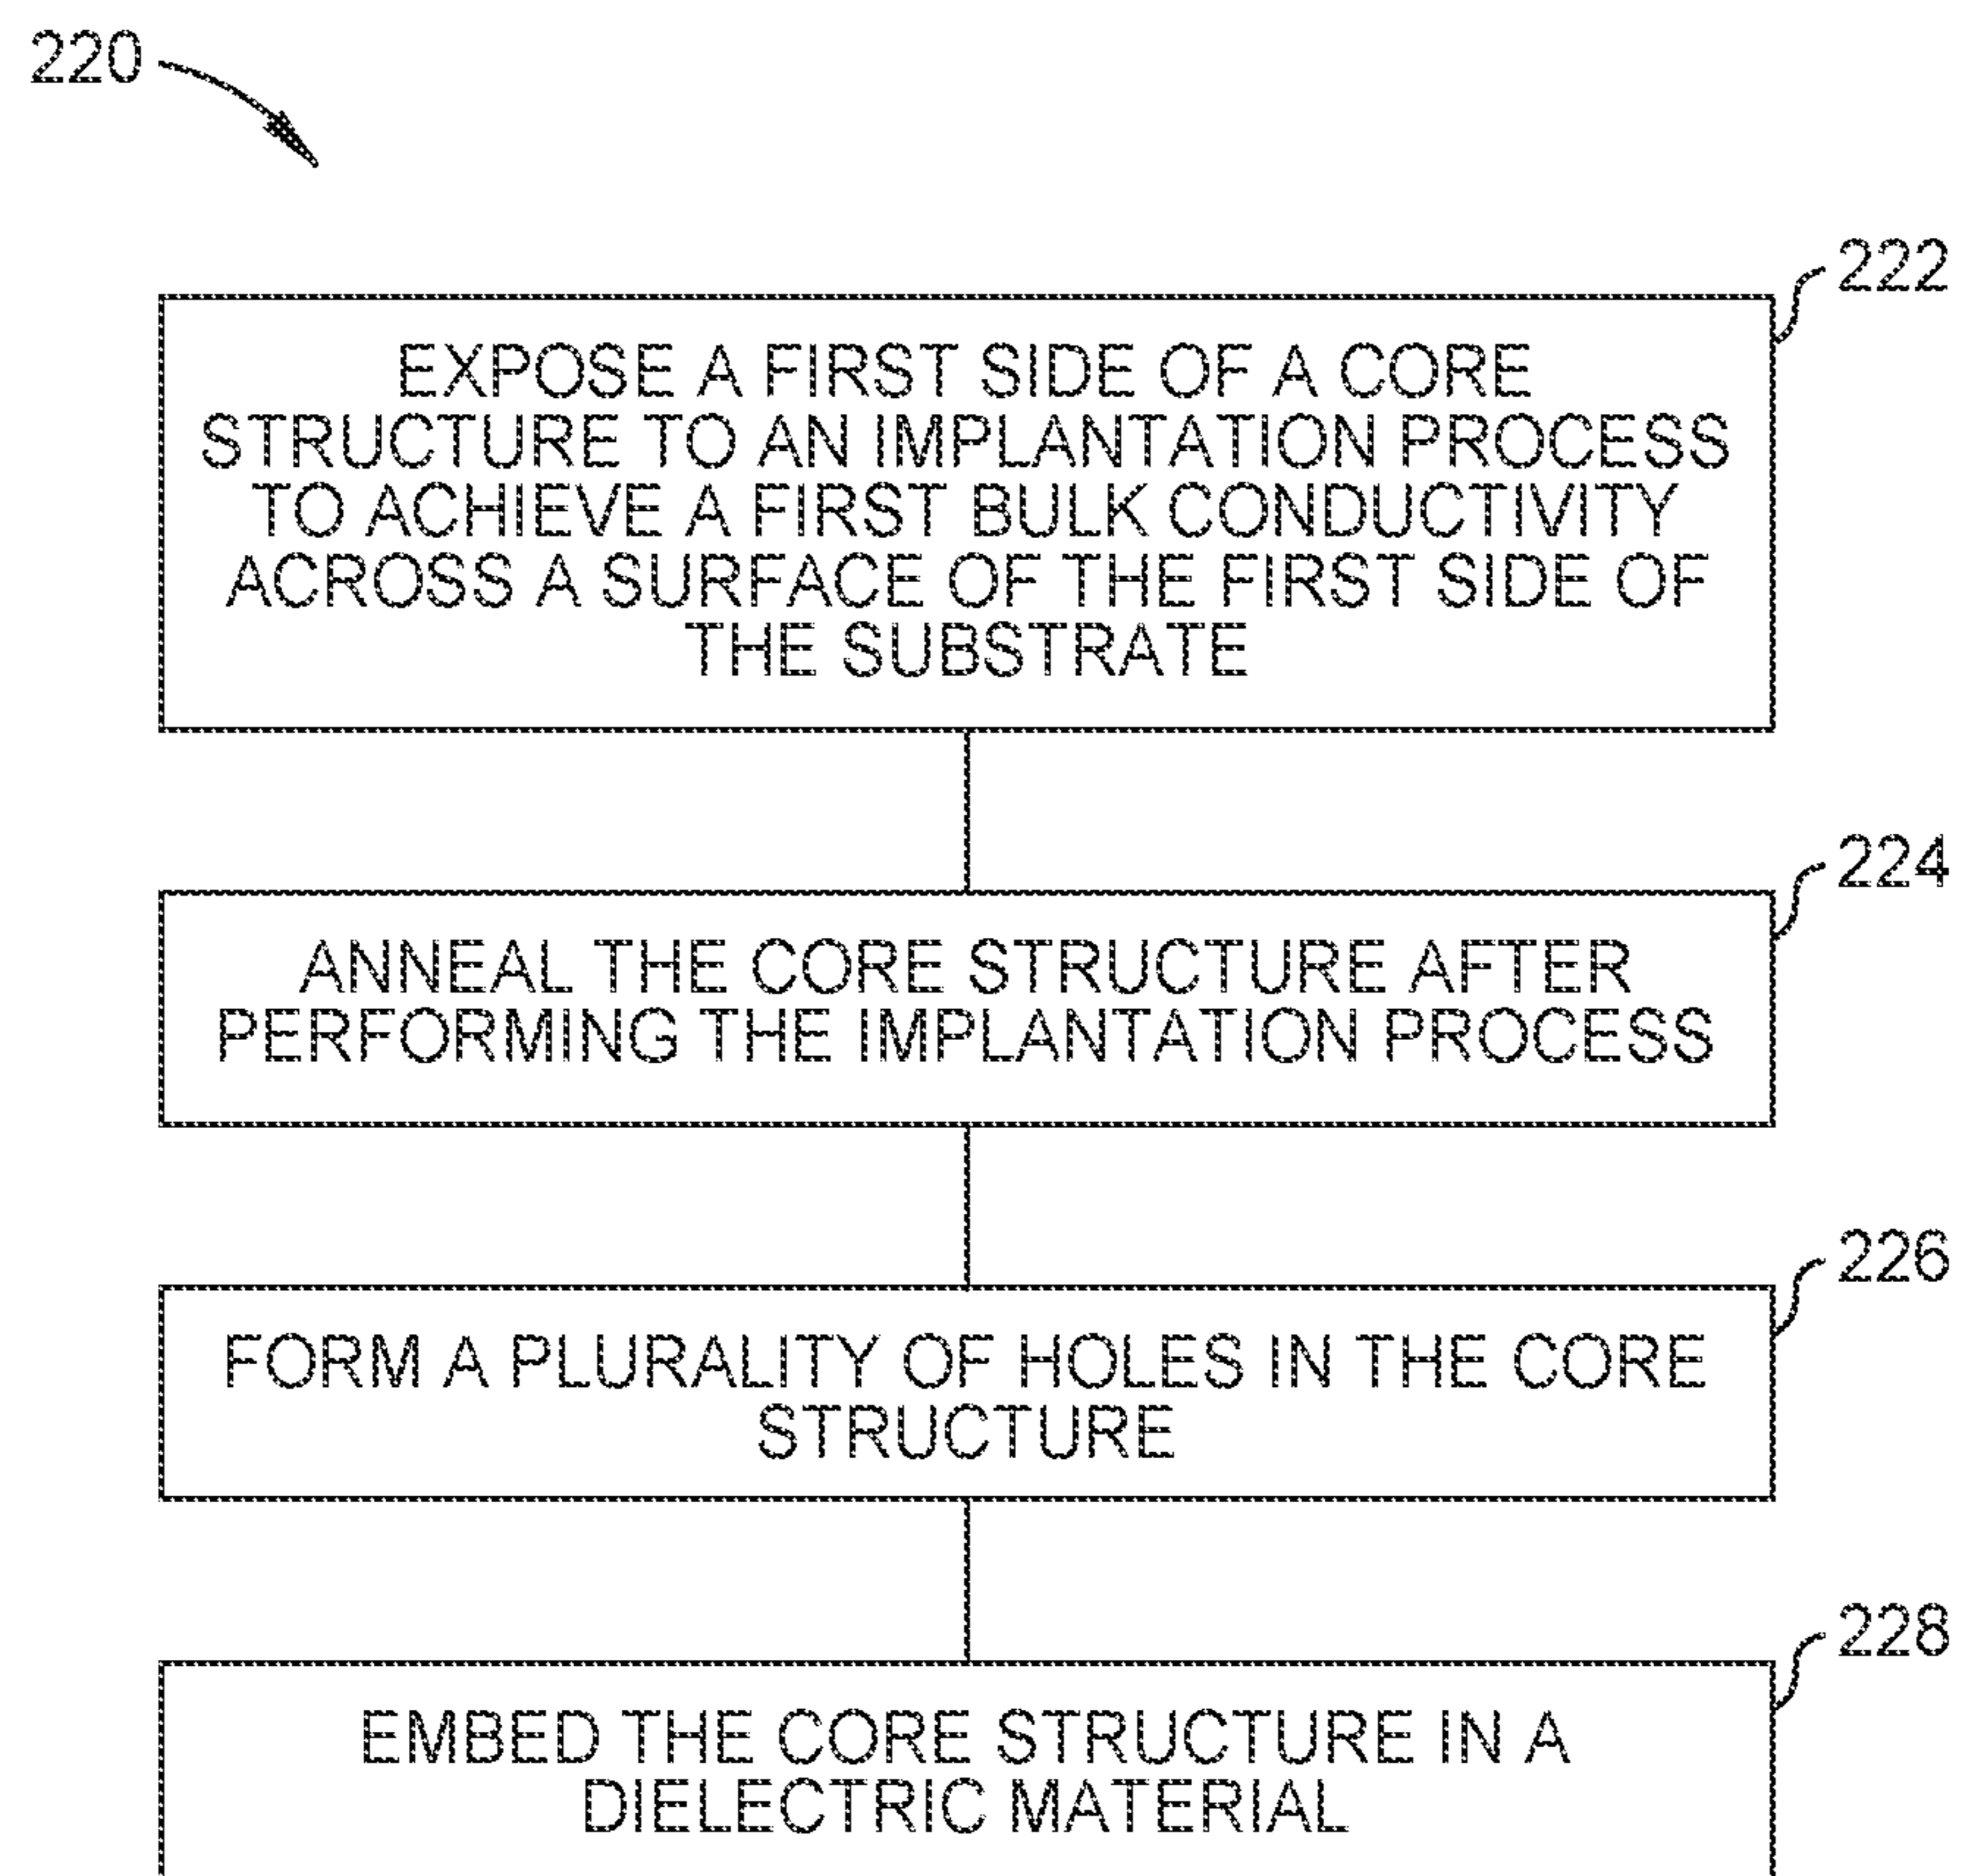 220
222
EXPOSE A FIRST SIDE OF A CORE
STRUCTURE TO AN IMPLANTATION PROCESS
TO ACHIEVE A FIRST BULK CONDUCTIVITY
ACROSS A SURFACE OF THE FIRST SIDE OF
THE SUBSTRATE
224
ANNEAL THE CORE STRUCTURE AFTER
PERFORMING THE IMPLANTATION PROCESS
226
FORM A PLURALITY OF HOLES IN THE CORE
STRUCTURE
228
EMBED THE CORE STRUCTURE IN A
DIELECTRIC MATERIAL